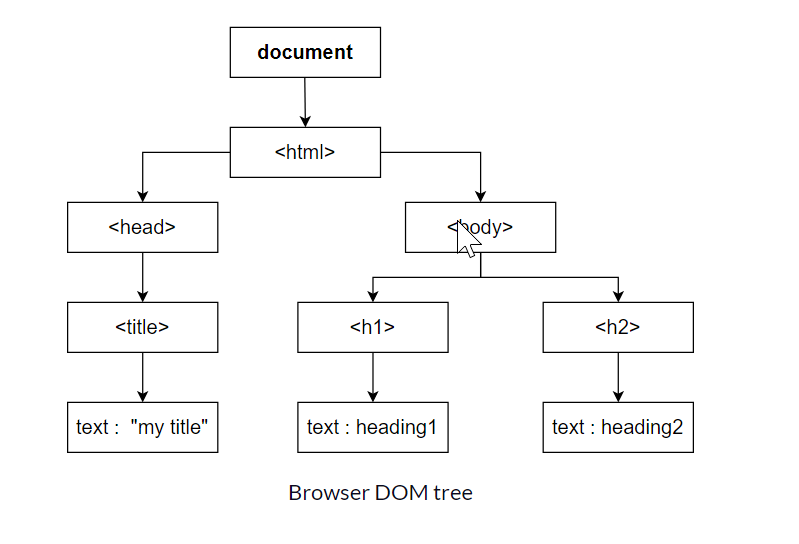 document
<html>
<head>
<body>
<title>
<h1>
<h2>
text :  "my title"
text : heading1
text : heading2
Browser DOM tree